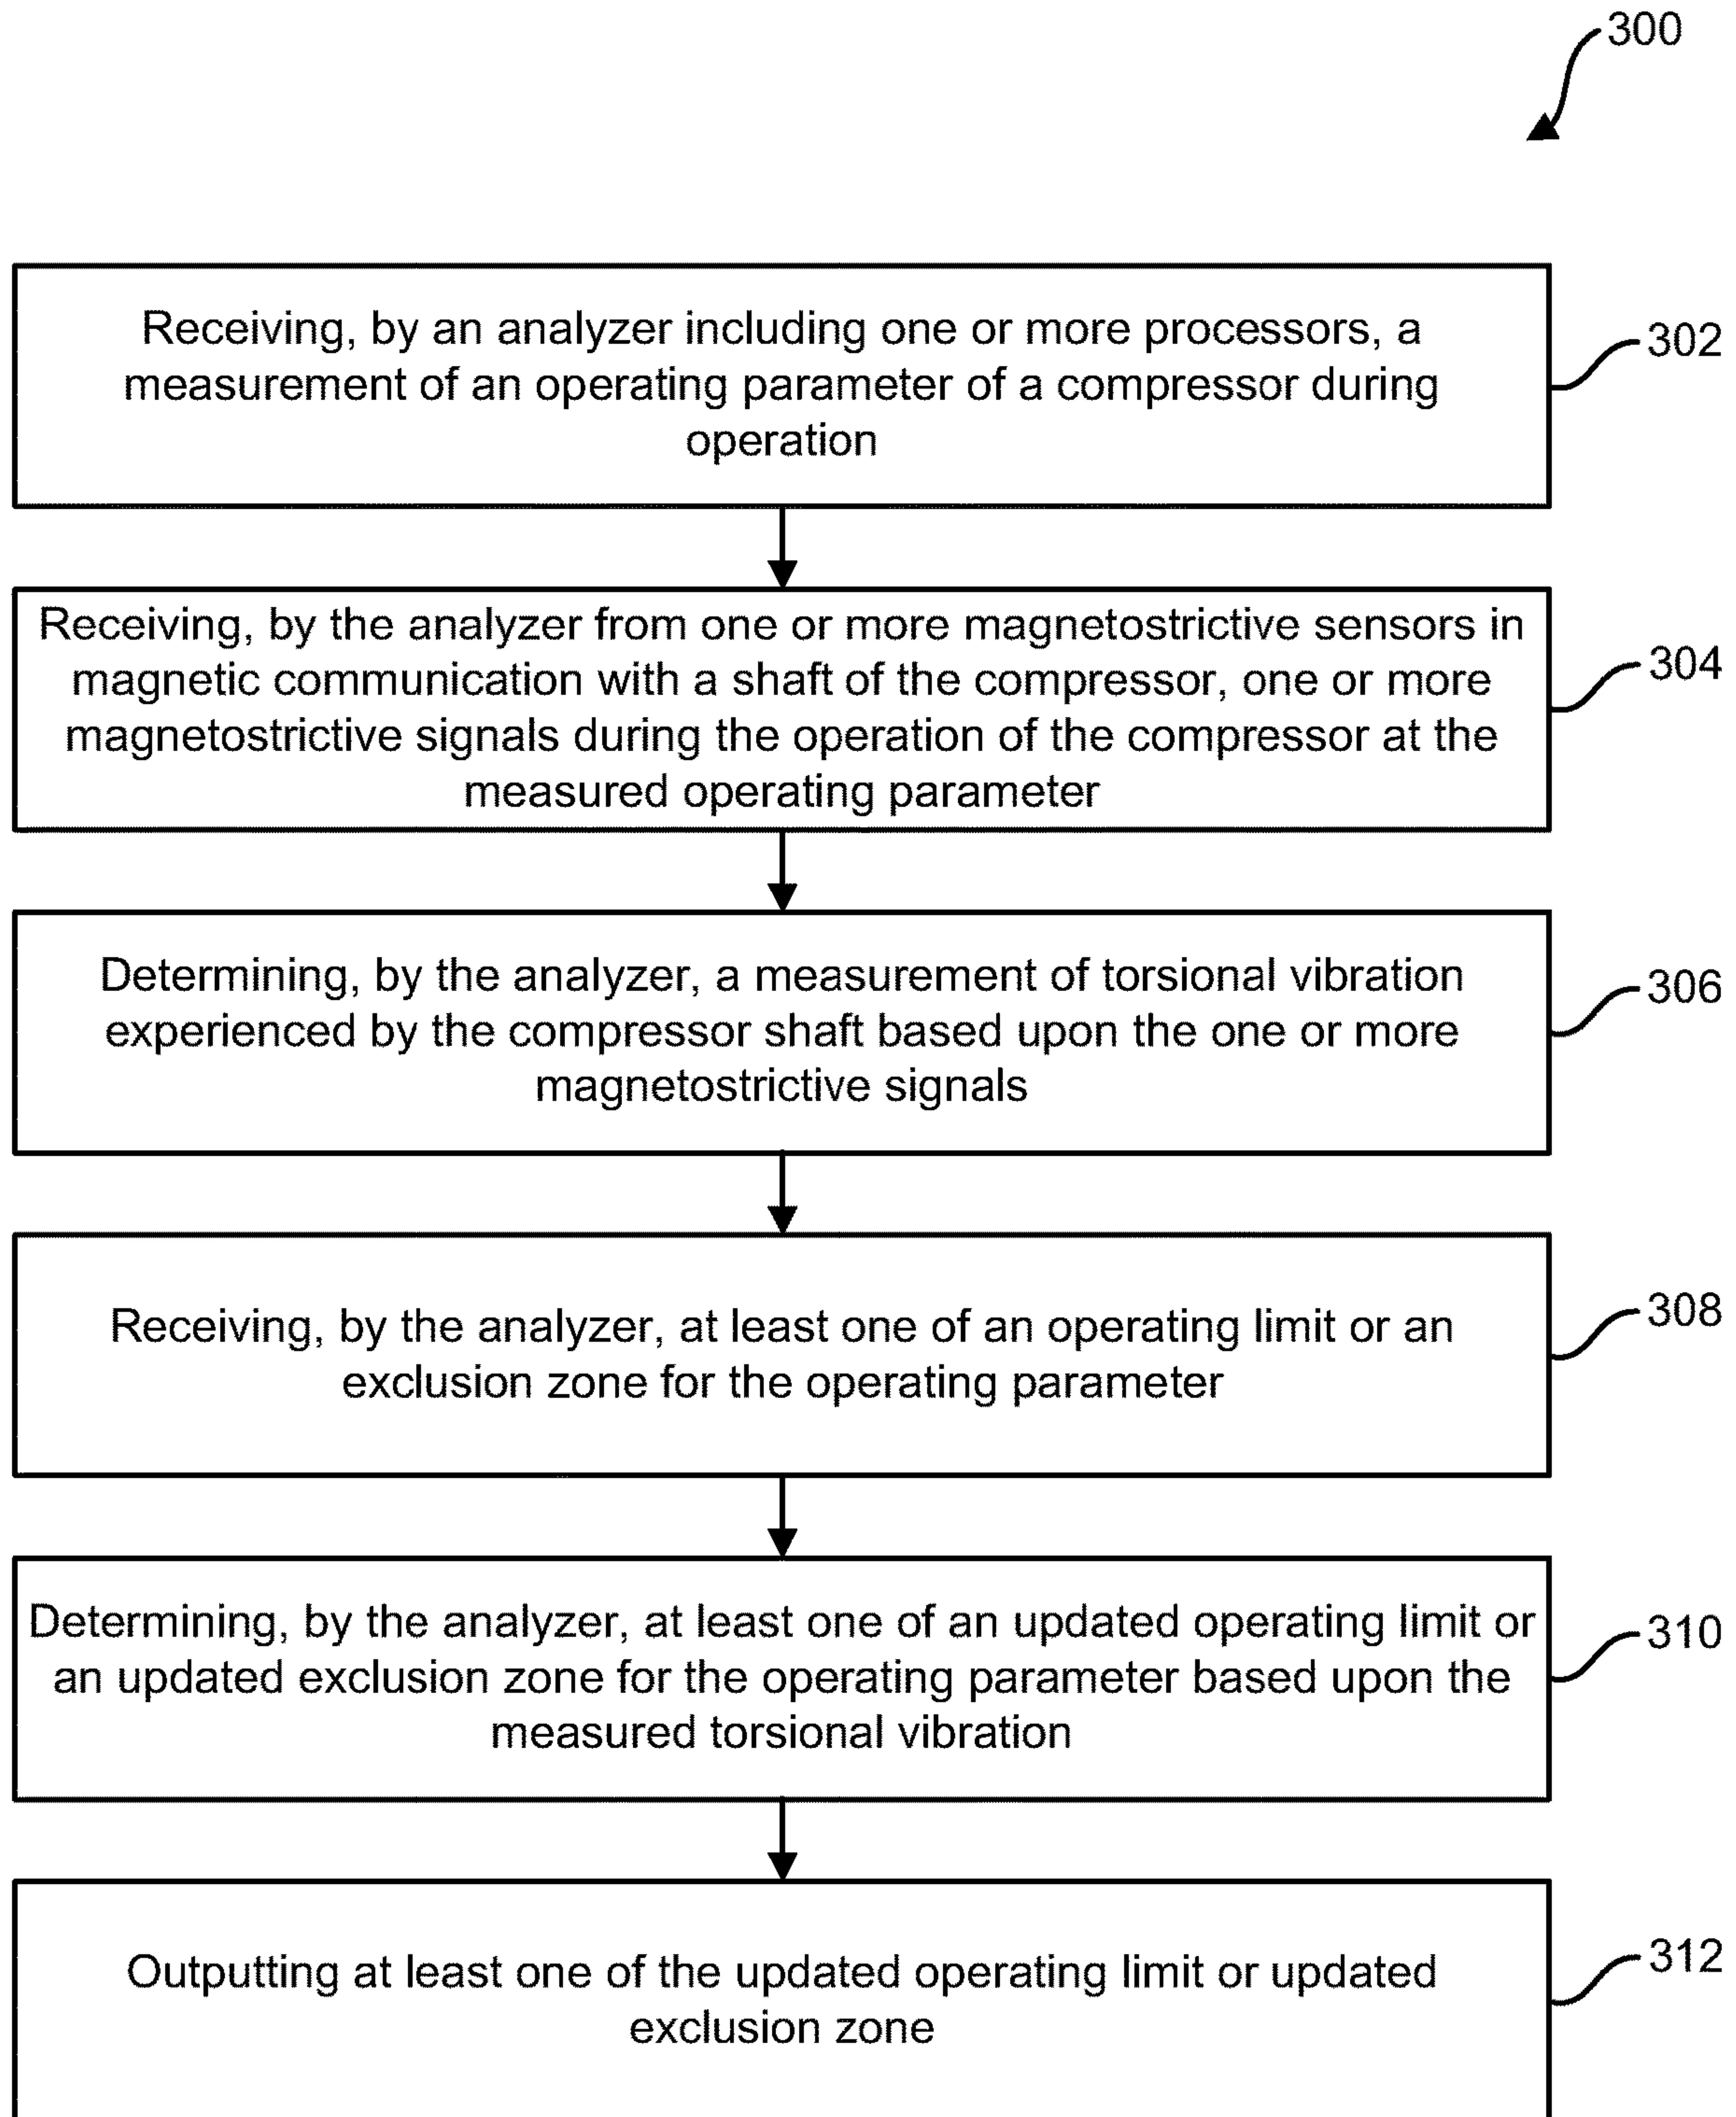 300
Receiving, by an analyzer including one or more processors, a
measurement of an operating parameter of a compressor during
operation
302
Receiving, by the analyzer from one or more magnetostrictive sensors in
magnetic communication with a shaft of the compressor, one or more
magnetostrictive signals during the operation of the compressor at the
measured operating parameter
304
Determining, by the analyzer, a measurement of torsional vibration
experienced by the compressor shaft based upon the one or more
magnetostrictive signals
306
Receiving, by the analyzer, at least one of an operating limit or an
exclusion zone for the operating parameter
308
Determining, by the analyzer, at least one of an updated operating limit or
an updated exclusion zone for the operating parameter based upon the
measured torsional vibration
310
Outputting at least one of the updated operating limit or updated
exclusion zone
312